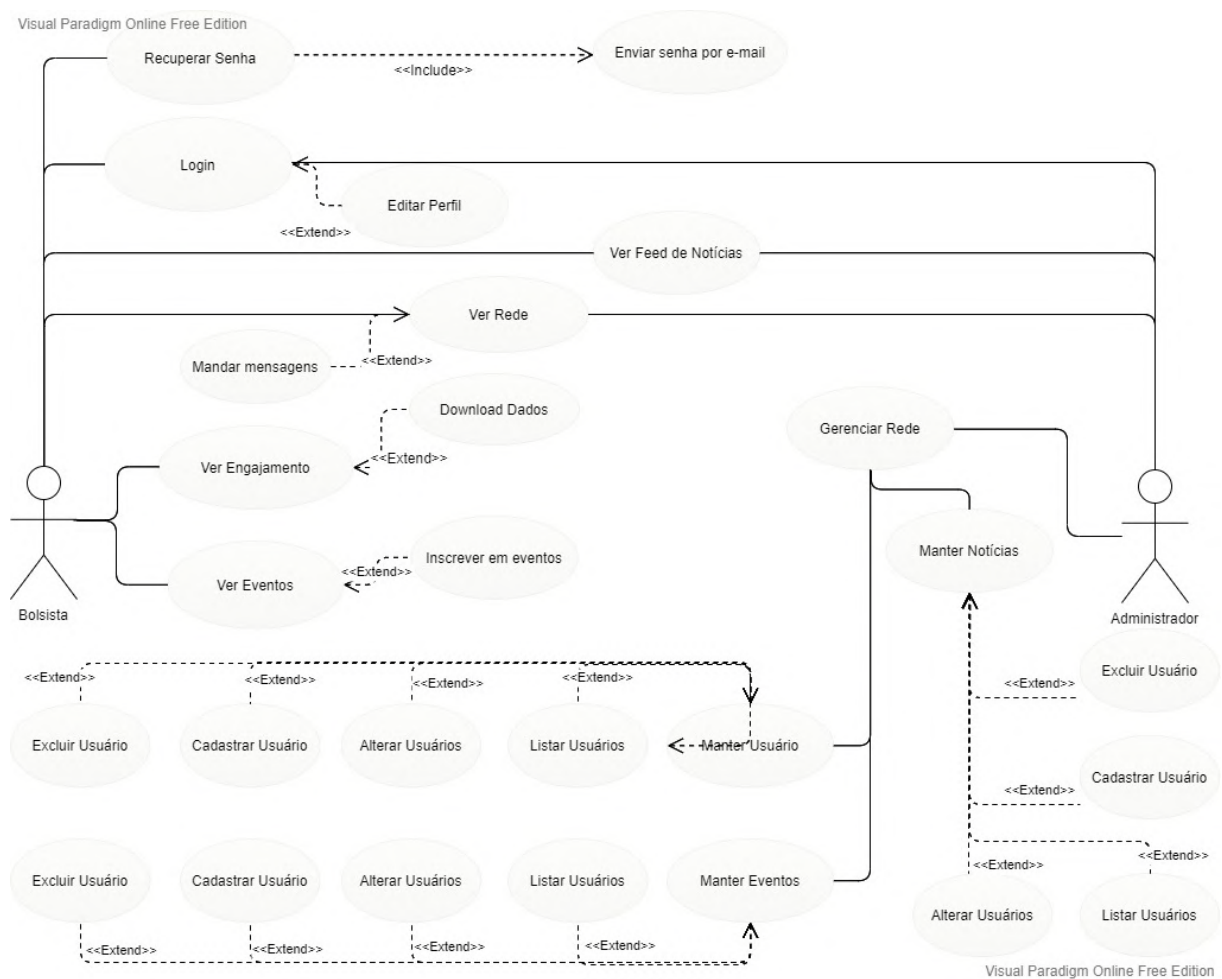 Visual Paradigm Online Free Edition
Recuperar Senha
<<Include>>
Enviar senha por e-mail
Login
Editar Perfil
<<Extend>>
Ver Feed de Notícias
Ver Rede
Mandar mensagens
<<Extend>>
Download Dados
Ver Engajamento
<<Extend>>
Gerenciar Rede
Manter Notícias
Ver Eventos
<<Extend>>
Inscrever em eventos
Bolsista
Administrador
<<Extend>>
<<Extend>>
<<Extend>>
<<Extend>>
Excluir Usuário
Cadastrar Usuário
Alterar Usuários
Listar Usuários
Manter Usuário
<<Extend>>
Excluir Usuário
<<Extend>>
Cadastrar Usuário
Excluir Usuário
Cadastrar Usuário
Alterar Usuários
Listar Usuários
Manter Eventos
<<Extend>>
<<Extend>>
<<Extend>>
<<Extend>>
<<Extend>>
<<Extend>>
Alterar Usuários
Listar Usuários
Visual Paradigm Online Free Edition